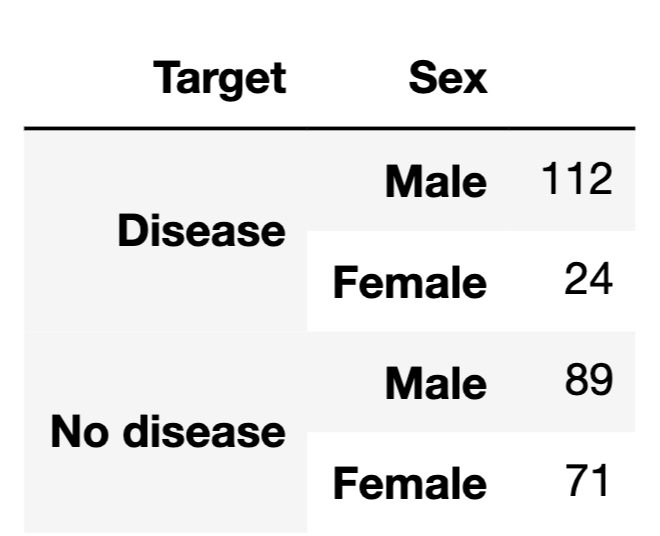 Target Sex
Disease Male 112
Female 24
No disease Male 89
Female 71